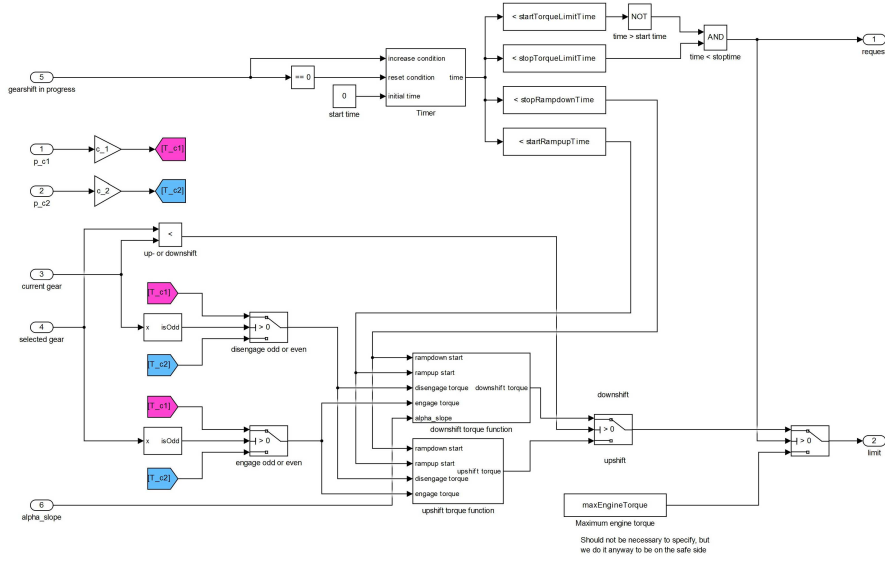 < startTorqueLimitTime
NOT
time > start time
AND
time < stoptime
1
reques
increase condition
reset condition
initial time
time
Timer
5
gearshift in progress
== 0
0
start time
< stopTorqueLimitTime
< stopRampdownTime
< startRampupTime
1
p_c1
c_1
[T_c1]
2
p_c2
c_2
[T_c2]
<
up- or downshift
3
current gear
[T_c1]
x isOdd
> 0
disengage odd or even
[T_c2]
4
selected gear
[T_c1]
x isOdd
> 0
engage odd or even
[T_c2]
rampdown start
rampup start
disengage torque
engage torque
alpha_slope
downshift torque
downshift torque function
rampdown start
rampup start
disengage torque
engage torque
upshift torque
upshift torque function
downshift
> 0
upshift
> 0
2
limit
6
alpha_slope
maxEngineTorque
Maximum engine torque
Should not be necessary to specify, but
we do it anyway to be on the safe side